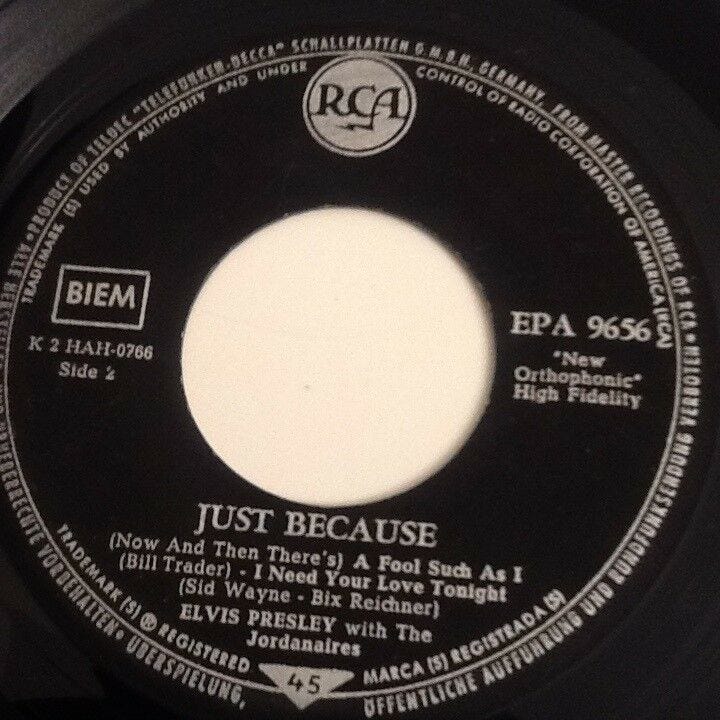 "TELEFUNKEN-DECCA" SCHALLPLATTEN G.M.B.H. GERMANY, FROM MASTER RECORDINGS OF RCA •
PRODUCT OF TELDEC
TRADEMARK (S) USED BY AUTHORITY AND UNDER CONTROL OF RADIO CORPORATION OF AMERICA (RCA)
RCA
BIEM
K 2 HAH-0766
Side 2
EPA 9656
"New
Orthophonic"
High Fidelity
JUST BECAUSE
(Now And Then There's) A Fool Such As I
(Bill Trader) - I Need Your Love Tonight
(Sid Wayne - Bix Reichner)
ELVIS PRESLEY with The
Jordanaires
TRADEMARK (S) ® REGISTERED
45
MARCA (S) REGISTRADA (S)
VORBEHALTEN • ÜBERSPIELUNG,
ÖFFENTLICHE AUFFÜHRUNG UND RUNDFUNKSENDUNG VERBOTEN